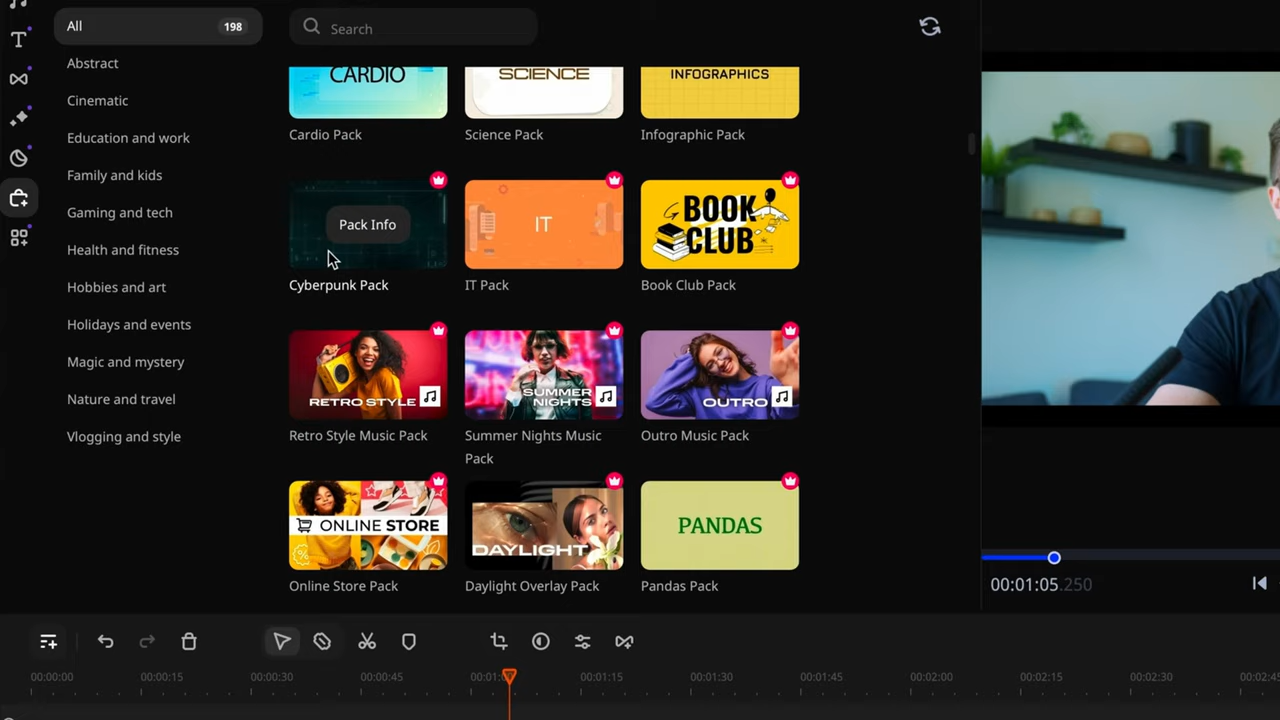 All 198
Search
Abstract
Cinematic
Education and work
Family and kids
Gaming and tech
Health and fitness
Hobbies and art
Holidays and events
Magic and mystery
Nature and travel
Vlogging and style
CARDIO
SCIENCE
INFOGRAPHICS
Cardio Pack
Science Pack
Infographic Pack
Pack Info
IT
BOOK
CLUB
Cyberpunk Pack
IT Pack
Book Club Pack
RETRO STYLE
SUMMER
NIGHTS
OUTRO
Retro Style Music Pack
Summer Nights Music
Pack
Outro Music Pack
ONLINE STORE
DAYLIGHT
PANDAS
Online Store Pack
Daylight Overlay Pack
Pandas Pack
00:01:05.250
00:00:00 00:00:15 00:00:30 00:00:45 00:01:0 00:01:15 00:01:30 00:01:45 00:02:00 00:02:15 00:02:30 00:02:45